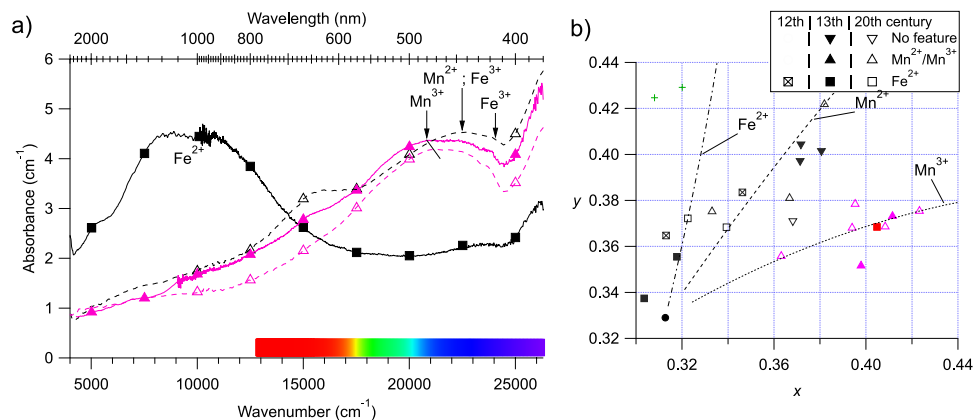 a)
Wavelength (nm)
2000 1000 800 600 400
6
5
4
3
2
1
0
Absorbance (cm⁻¹)
Fe²⁺
Mn³⁺
Mn²⁺ ; Fe³⁺
Fe³⁺
5000 10000 15000 20000 25000
Wavenumber (cm⁻¹)
b)
12th 13th 20th century
No feature
Mn²⁺/Mn³⁺
Fe²⁺
0.44
0.42
0.40
0.38
0.36
0.34
0.32
y
Fe²⁺
Mn²⁺
Mn³⁺
0.32 0.36 0.40 0.44
x